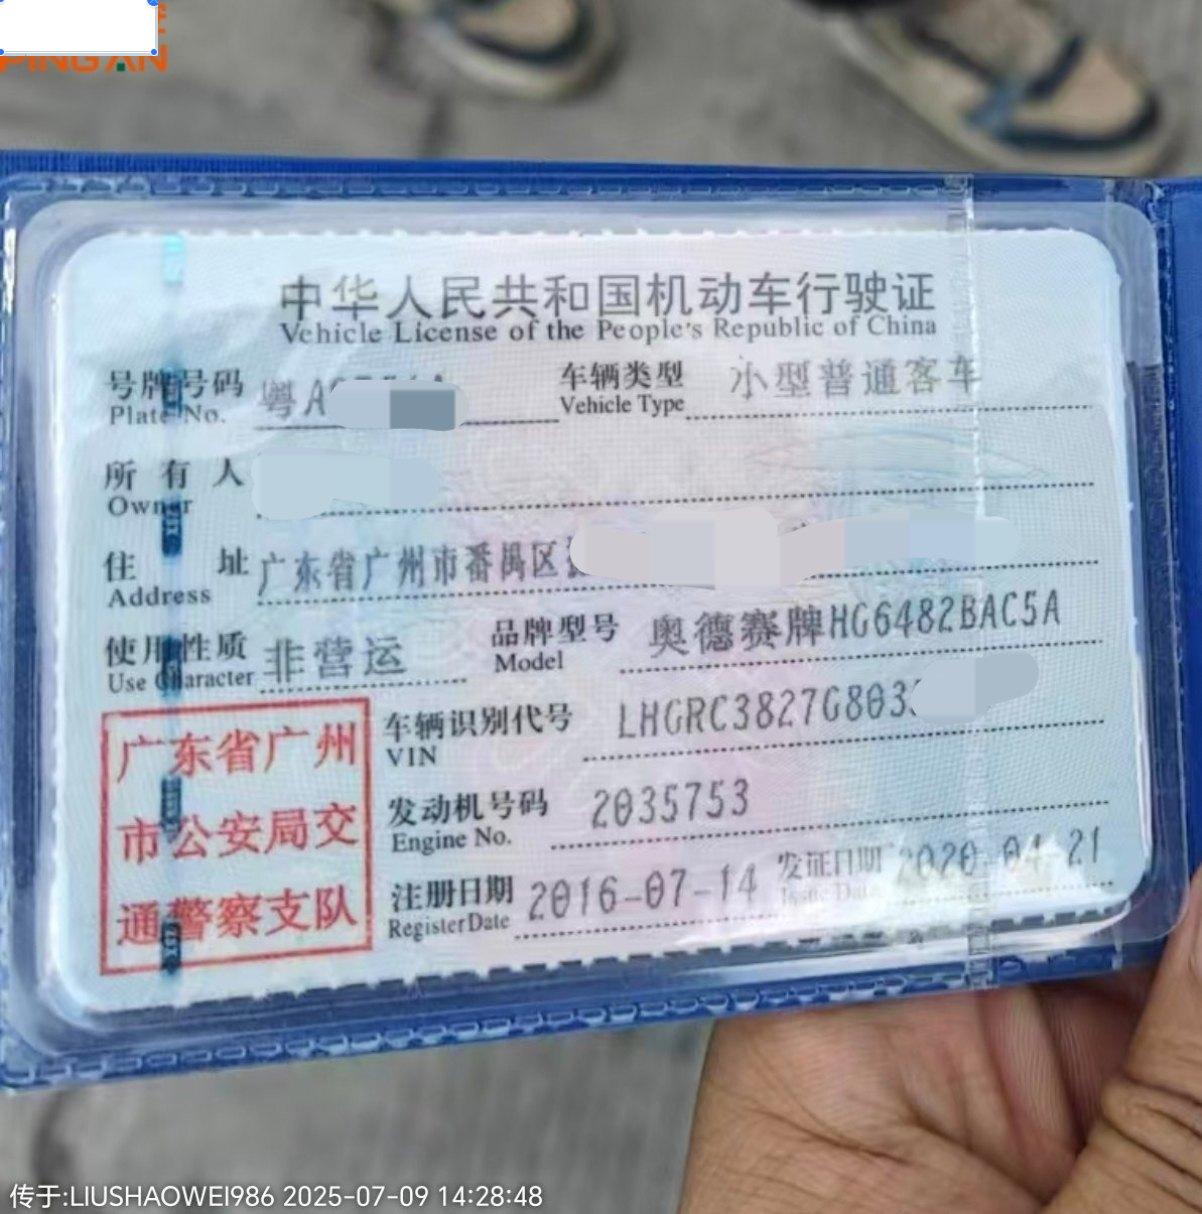 PING AN
中华人民共和国机动车行驶证
Vehicle License of the People's Republic of China
号牌号码 粤A 车辆类型 小型普通客车
Plate No. Vehicle Type
所有人
Owner
住址 广东省广州市番禺区
Address
使用性质 非营运 品牌型号 奥德赛牌HG6482BAC5A
Use Character Model
车辆识别代号 LHGRC3827G803
VIN
发动机号码 2035753
Engine No.
注册日期 2016-07-14 发证日期 2020-04-21
Register Date Issue Date
广东省广州
市公安局交
通警察支队
传于:LIUSHAOWEI986 2025-07-09 14:28:48